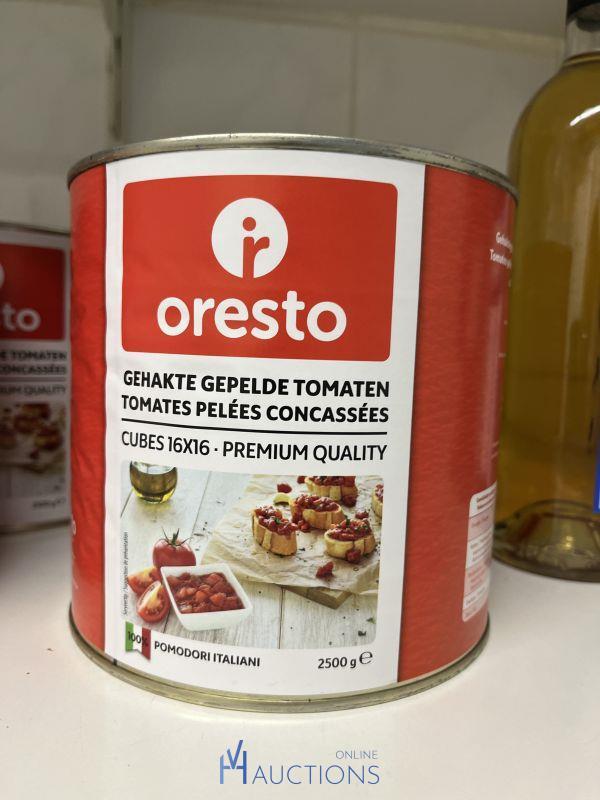 ir
oresto
GEHAKTE GEPELDE TOMATEN
TOMATES PELÉES CONCASSÉES
CUBES 16X16 · PREMIUM QUALITY
100% POMODORI ITALIANI
2500 g e
to
E TOMATEN
CONCASSÉES
UM QUALITY
ONLINE
AUCTIONS